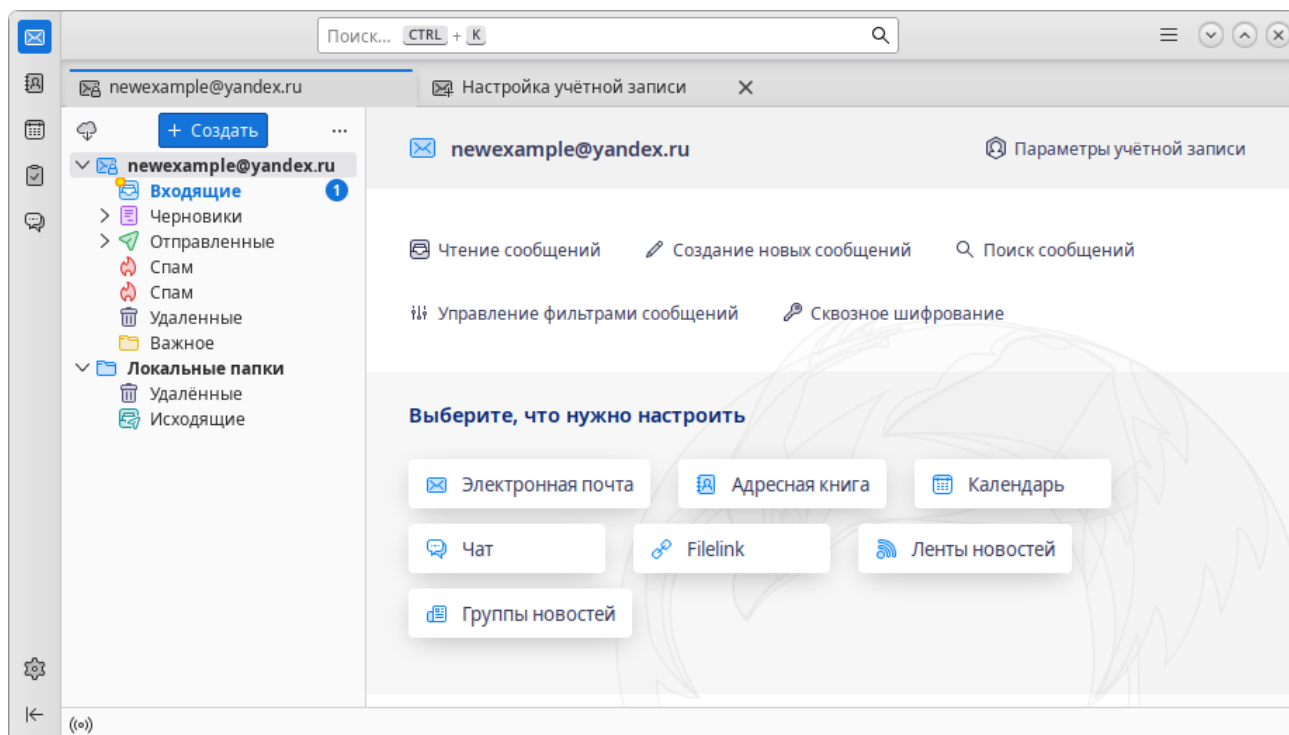 Поиск... CTRL + K
newexample@yandex.ru
Настройка учётной записи
+ Создать ...
newexample@yandex.ru
Входящие 1
Черновики
Отправленные
Спам
Спам
Удаленные
Важное
Локальные папки
Удалённые
Исходящие
newexample@yandex.ru
Параметры учётной записи
Чтение сообщений Создание новых сообщений Поиск сообщений
Управление фильтрами сообщений Сквозное шифрование
Выберите, что нужно настроить
Электронная почта Адресная книга Календарь
Чат Filelink Ленты новостей
Группы новостей